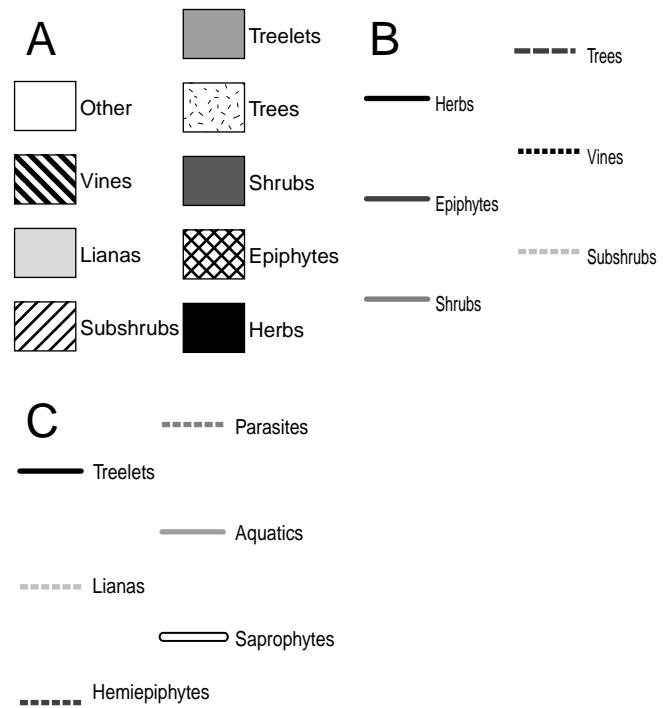 A
Treelets
Other
Trees
Vines
Shrubs
Lianas
Epiphytes
Subshrubs
Herbs
B
Trees
Herbs
Vines
Epiphytes
Subshrubs
Shrubs
C
Parasites
Treelets
Aquatics
Lianas
Saprophytes
Hemiepiphytes